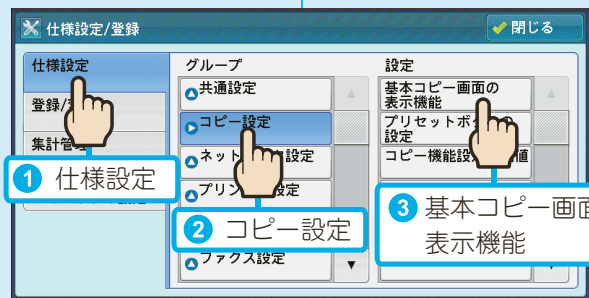 仕様設定/登録
閉じる
仕様設定
グループ
設定
共通設定
基本コピー画面の
表示機能
登録/
コピー設定
プリセットボ
設定
集計管
ネット
設定
コピー機能設
値
1 仕様設定
プリン
設定
2 コピー設定
3 基本コピー画面
表示機能
ファクス設定